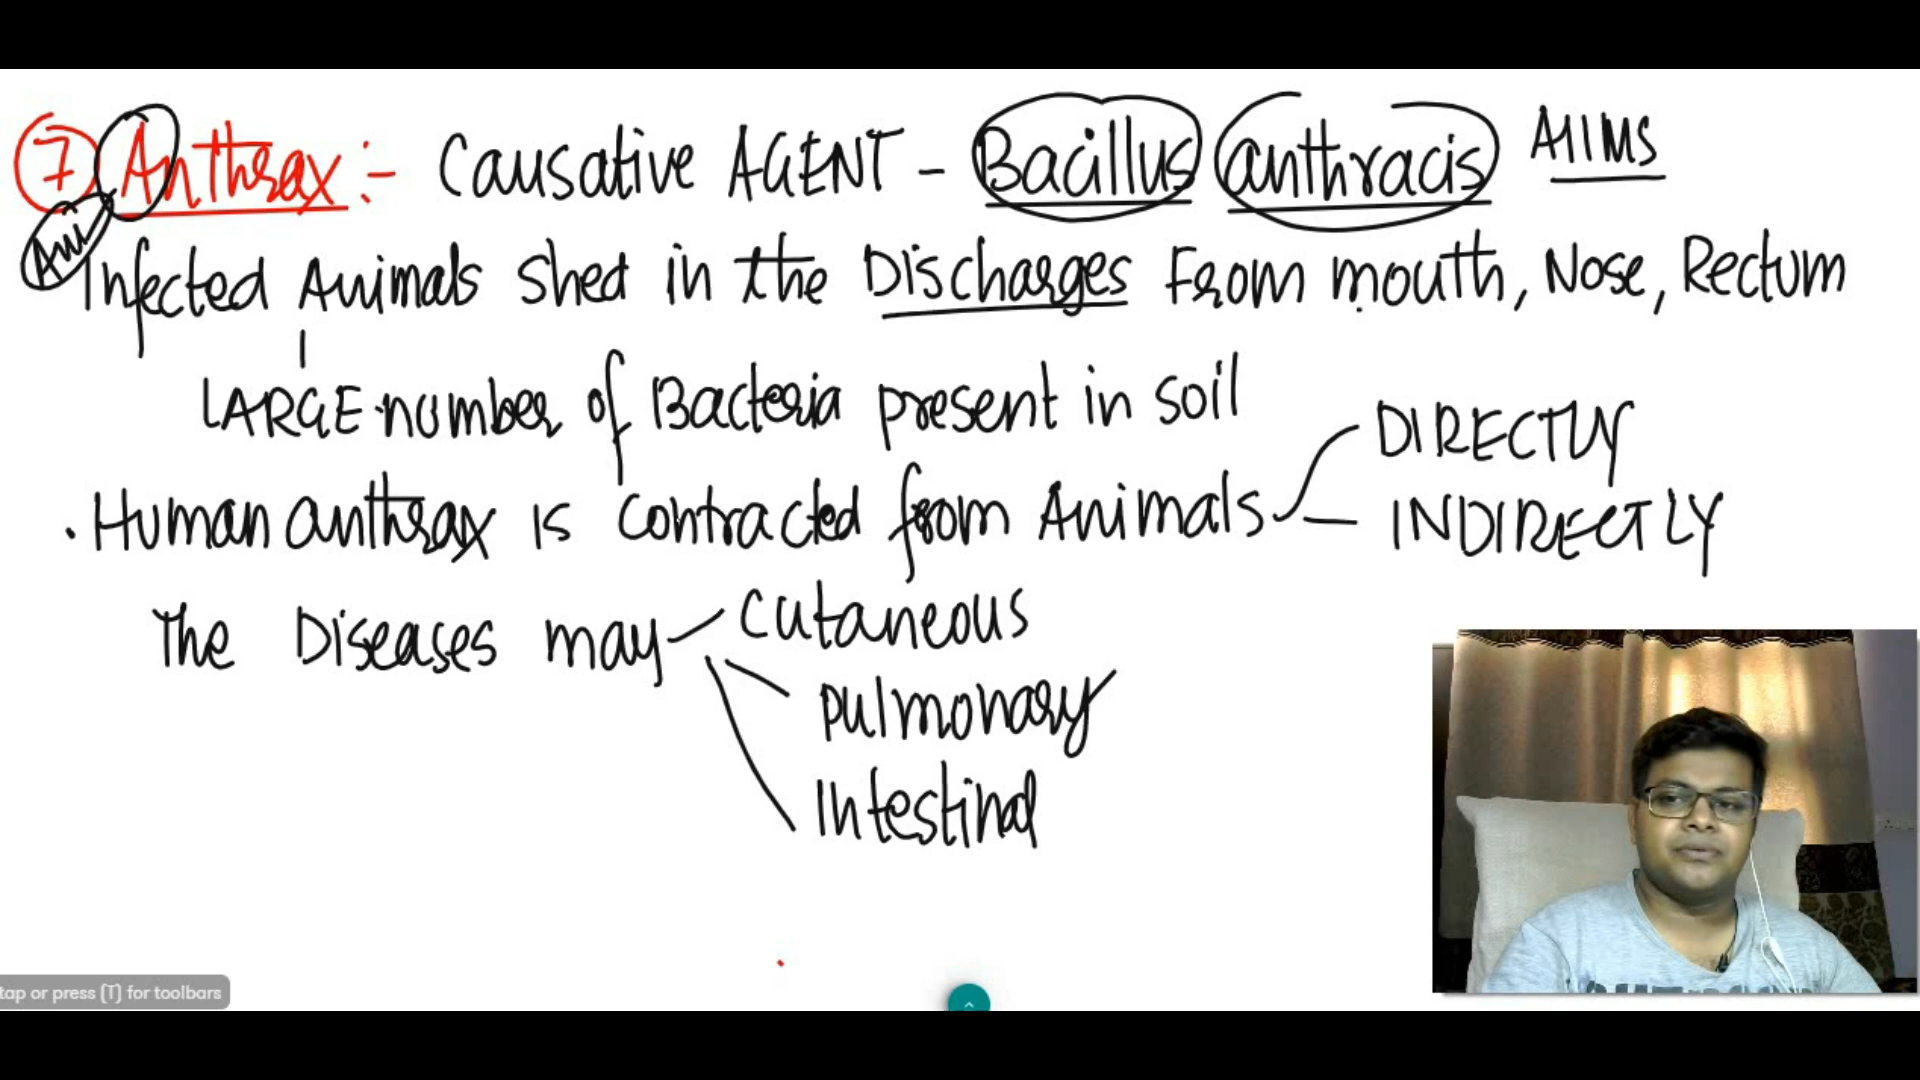 7 Anthrax :- Causative AGENT - Bacillus anthracis AIIMS
Ani
Infected Animals shed in the Discharges From mouth, Nose, Rectum
LARGE number of Bacteria present in soil
DIRECTLY
. Human anthrax is contracted from Animals
INDIRECTLY
The Diseases may Cutaneous
pulmonary
Intestinal
tap or press (T) for toolbars